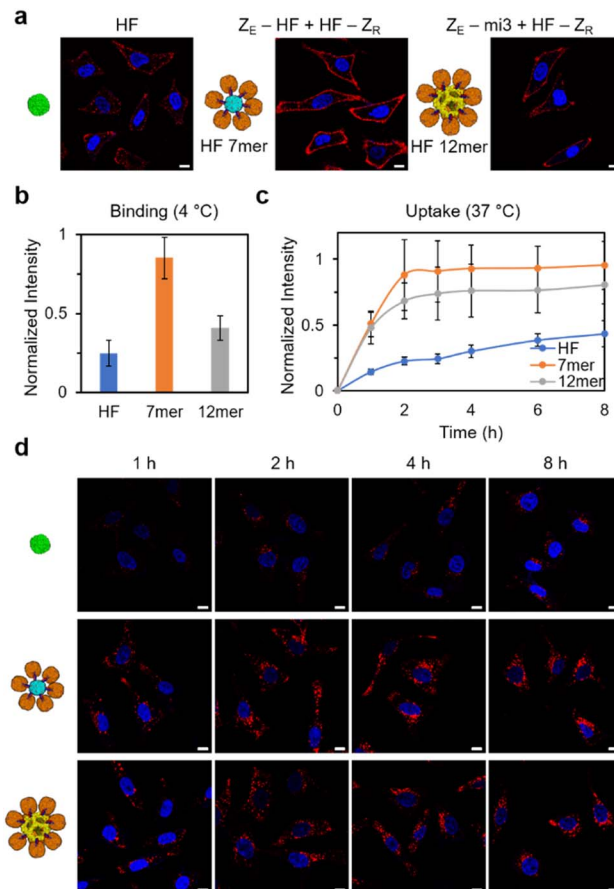 a
HF
Z_E – HF + HF – Z_R
Z_E – mi3 + HF – Z_R
HF 7mer
HF 12mer
b
Binding (4 °C)
Normalized Intensity
1
0.5
0
HF
7mer
12mer
c
Uptake (37 °C)
Normalized Intensity
1
0.5
0
0
2
4
6
8
Time (h)
HF
7mer
12mer
d
1 h
2 h
4 h
8 h